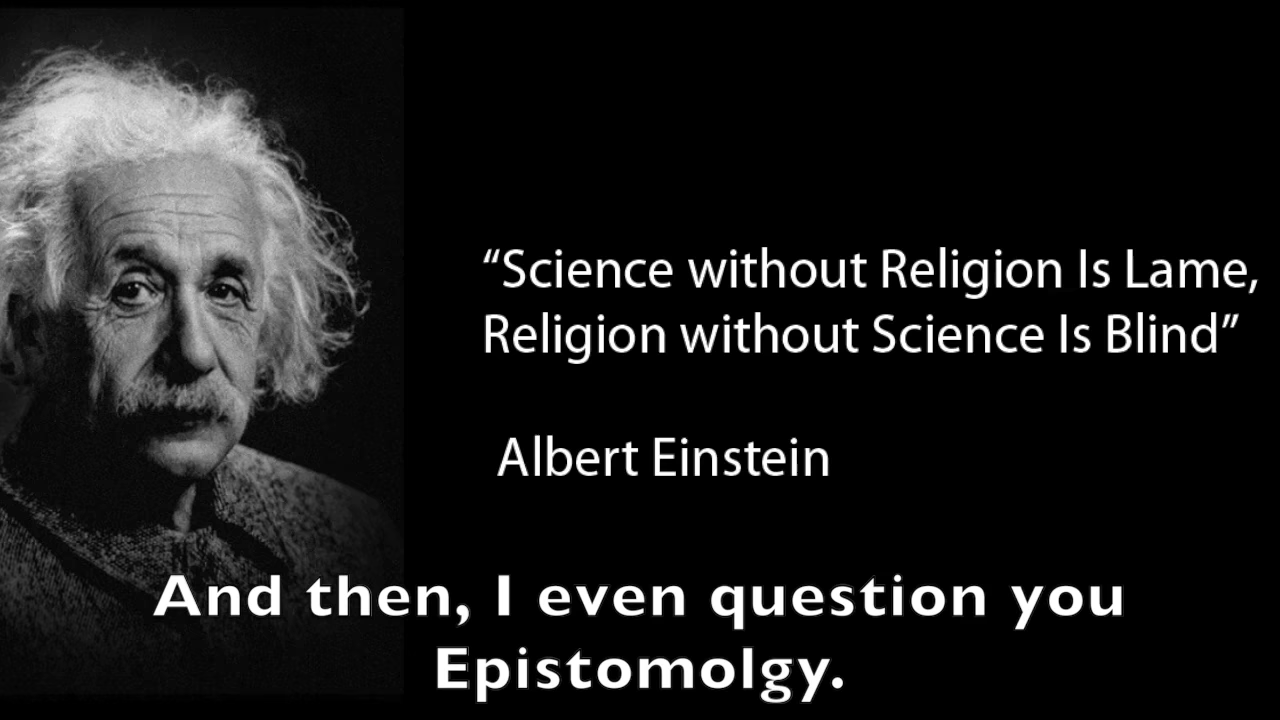 “Science without Religion Is Lame,
Religion without Science Is Blind”
Albert Einstein
And then, I even question you
Epistomolgy.